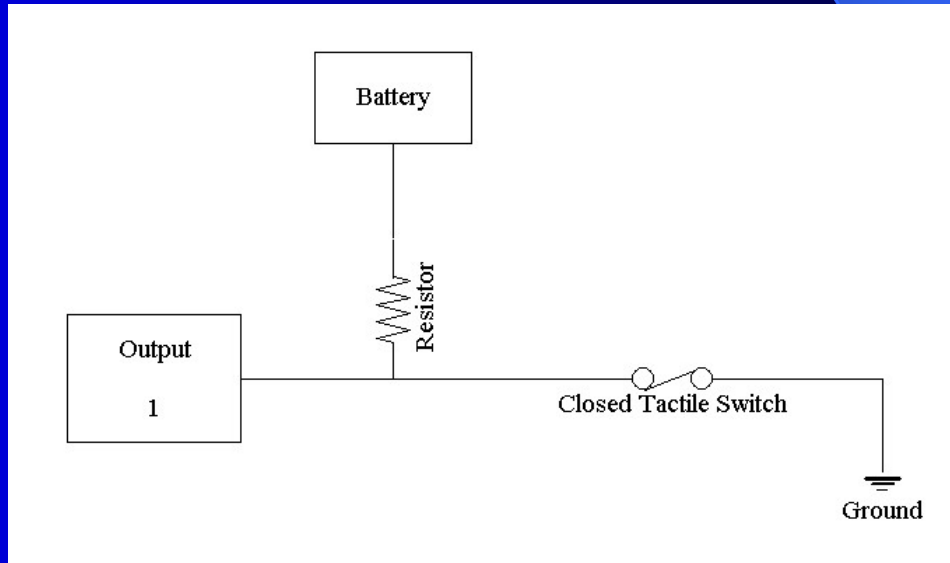 Battery
Resistor
Output
1
Closed Tactile Switch
Ground